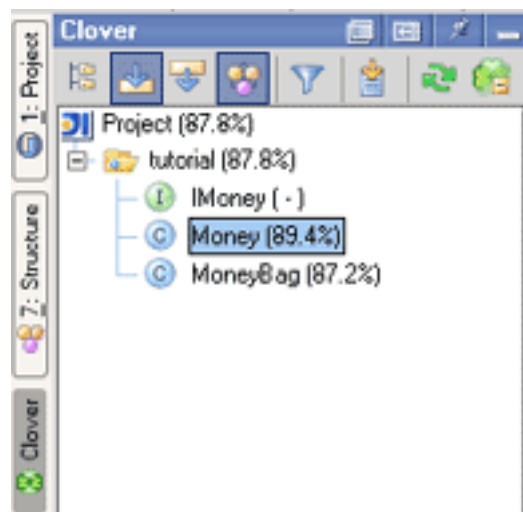 Clover
1: Project
7: Structure
Clover
Project (87.8%)
tutorial (87.8%)
IMoney ( - )
Money (89.4%)
MoneyBag (87.2%)